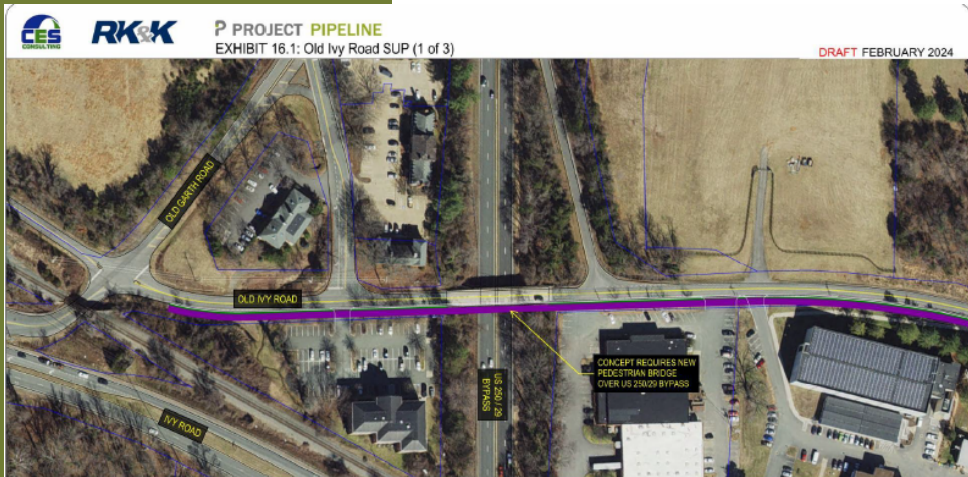 CES
CONSULTING
RK&K
PROJECT PIPELINE
EXHIBIT 16.1: Old Ivy Road SUP (1 of 3)
DRAFT FEBRUARY 2024
OLD GARTH ROAD
OLD IVY ROAD
CONCEPT REQUIRES NEW
PEDESTRIAN BRIDGE
OVER US 250/29 BYPASS
US 250 / 29
BYPASS
IVY ROAD